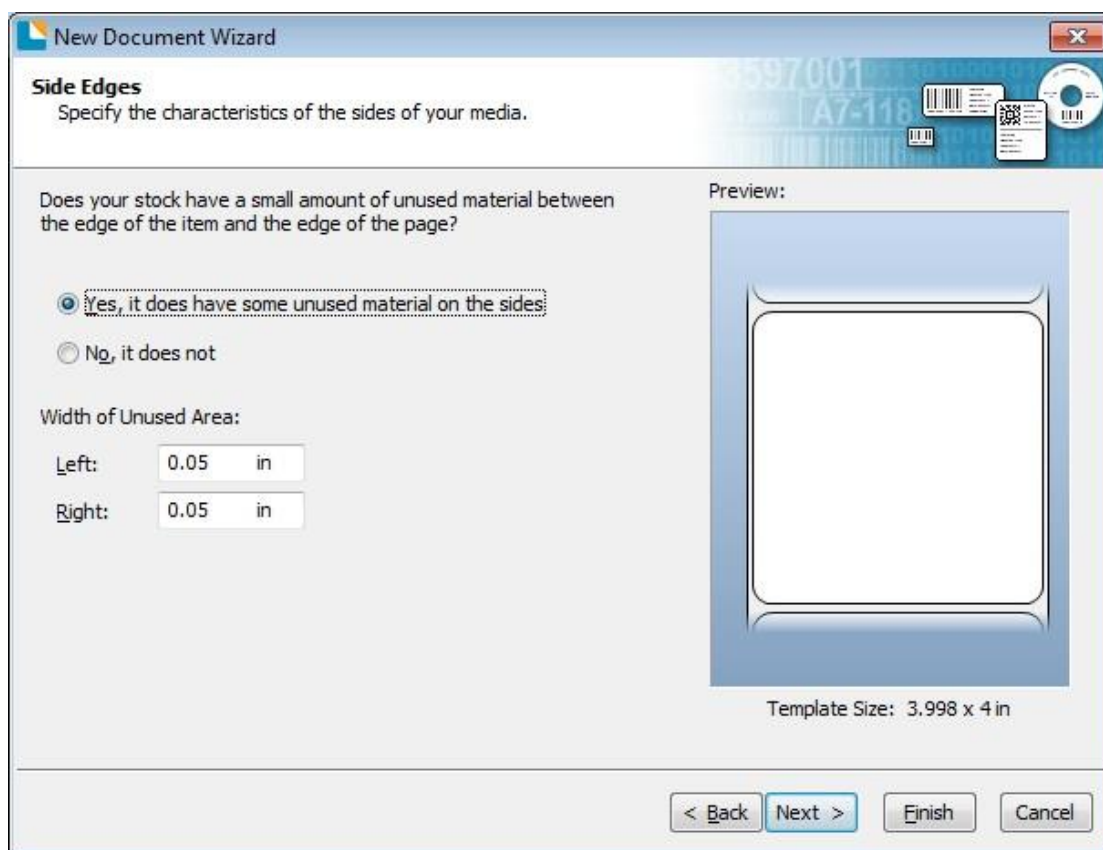 New Document Wizard
Side Edges
Specify the characteristics of the sides of your media.
3597001
A7-118
Does your stock have a small amount of unused material between
the edge of the item and the edge of the page?
Preview:
Yes, it does have some unused material on the sides
No, it does not
Width of Unused Area:
Left: 0.05 in
Right: 0.05 in
Template Size: 3.998 x 4 in
< Back Next > Finish Cancel